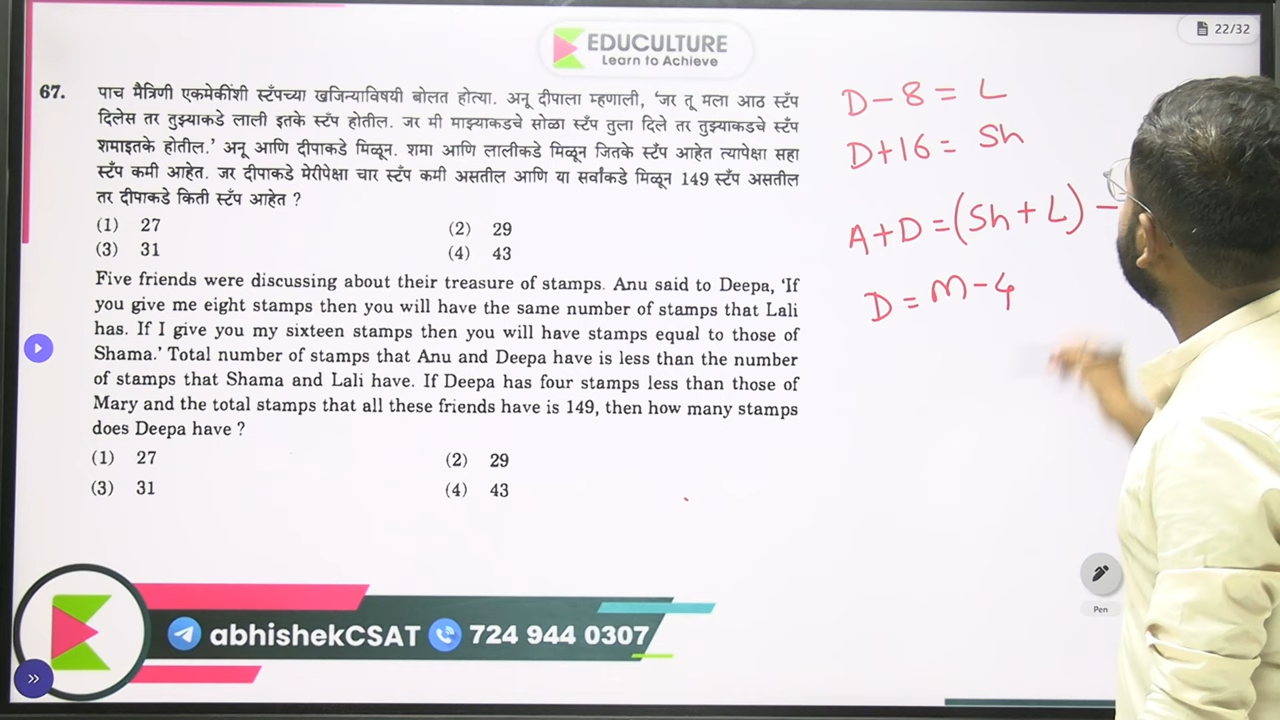 22/32
EDUCULTURE
Learn to Achieve
67. पाच मैत्रिणी एकमेकींशी स्टँपच्या खजिन्याविषयी बोलत होत्या. अनू दीपाला म्हणाली, 'जर तू मला आठ स्टँप
दिलेस तर तुझ्याकडे लाली इतके स्टँप होतील. जर मी माझ्याकडचे सोळा स्टँप तुला दिले तर तुझ्याकडचे स्टँप
शमाइतके होतील.' अनू आणि दीपाकडे मिळून. शमा आणि लालीकडे मिळून जितके स्टँप आहेत त्यापेक्षा सहा
स्टँप कमी आहेत. जर दीपाकडे मेरीपेक्षा चार स्टँप कमी असतील आणि या सर्वांकडे मिळून 149 स्टँप असतील
तर दीपाकडे किती स्टँप आहेत ?
(1) 27 (2) 29
(3) 31 (4) 43
Five friends were discussing about their treasure of stamps. Anu said to Deepa, 'If
you give me eight stamps then you will have the same number of stamps that Lali
has. If I give you my sixteen stamps then you will have stamps equal to those of
Shama.' Total number of stamps that Anu and Deepa have is less than the number
of stamps that Shama and Lali have. If Deepa has four stamps less than those of
Mary and the total stamps that all these friends have is 149, then how many stamps
does Deepa have ?
(1) 27 (2) 29
(3) 31 (4) 43
D - 8 = L
D + 16 = Sh
A + D = (Sh + L) -
D = M - 4
Pen
abhishekCSAT 724 944 0307